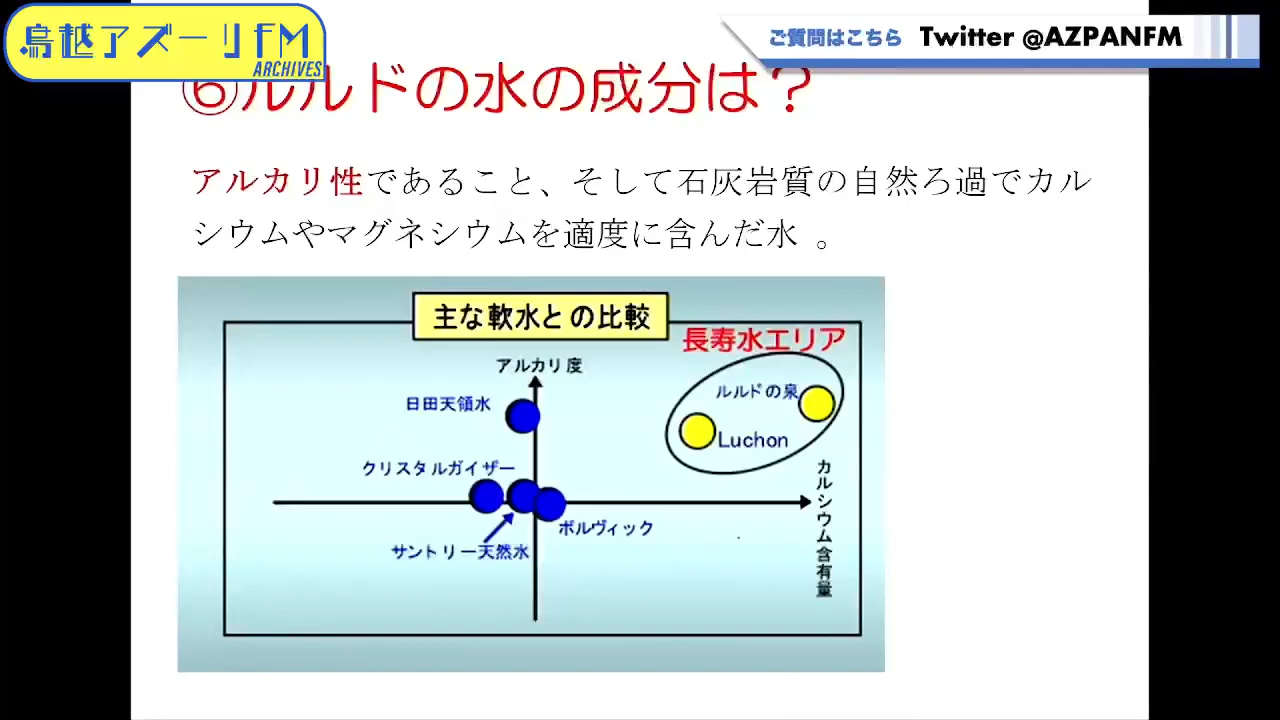 鳥越アズーリFM
ARCHIVES
ご質問はこちら Twitter @AZPANFM
⑥ルルドの水の成分は？
アルカリ性であること、そして石灰岩質の自然ろ過でカル
シウムやマグネシウムを適度に含んだ水 。
主な軟水との比較
長寿水エリア
アルカリ度
日田天領水
ルルドの泉
Luchon
クリスタルガイザー
カルシウム含有量
ボルヴィック
サントリー天然水